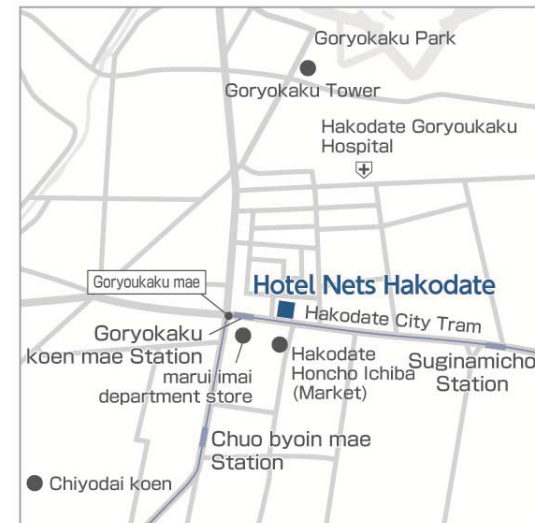 Goryokaku Park
Goryokaku Tower
Hakodate Goryoukaku
Hospital
Goryoukaku mae
Hotel Nets Hakodate
Hakodate City Tram
Goryokaku
koen mae Station
marui imai
department store
Hakodate
Honcho Ichiba
(Market)
Suginamicho
Station
Chuo byoin mae
Station
Chiyodai koen